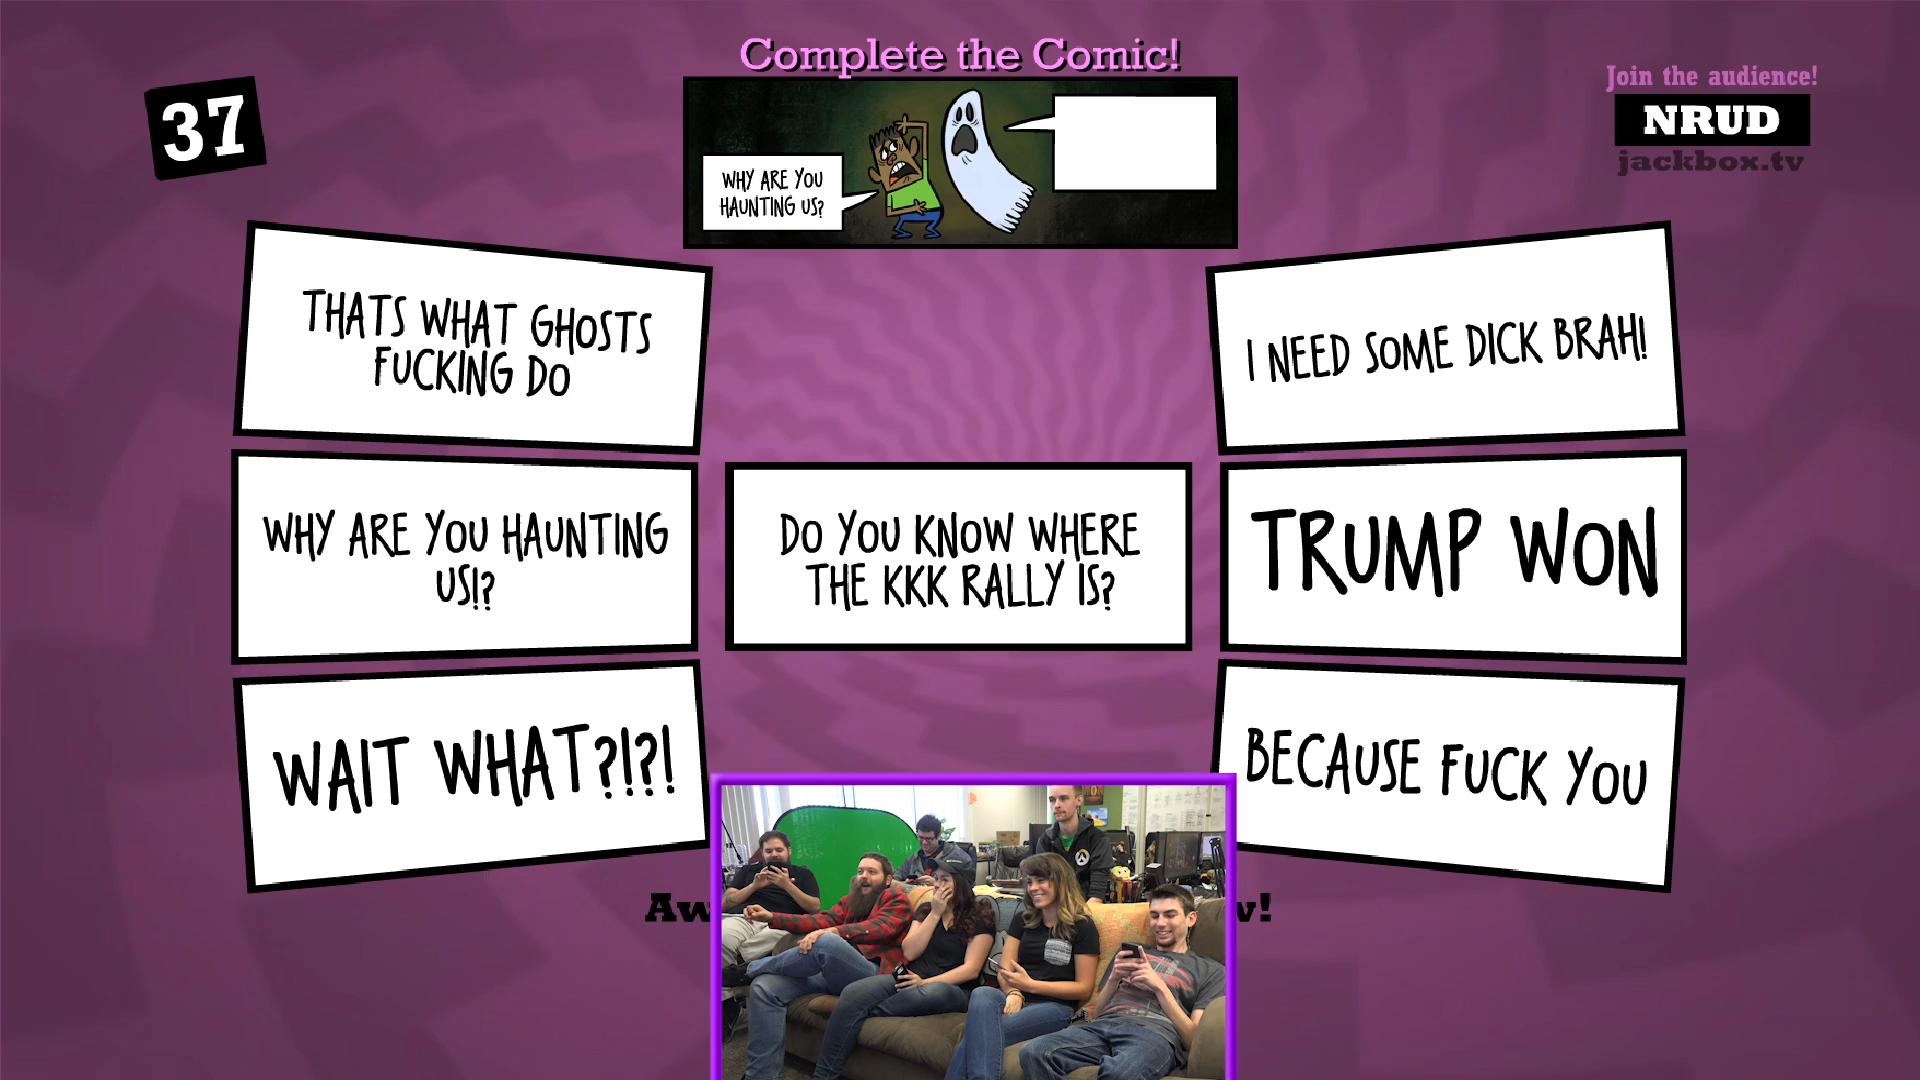 Complete the Comic!
37
Join the audience!
NRUD
jackbox.tv
WHY ARE YOU
HAUNTING US?
THATS WHAT GHOSTS
FUCKING DO
I NEED SOME DICK BRAH!
WHY ARE YOU HAUNTING
US!?
DO YOU KNOW WHERE
THE KKK RALLY IS?
TRUMP WON
WAIT WHAT?!?!
BECAUSE FUCK YOU